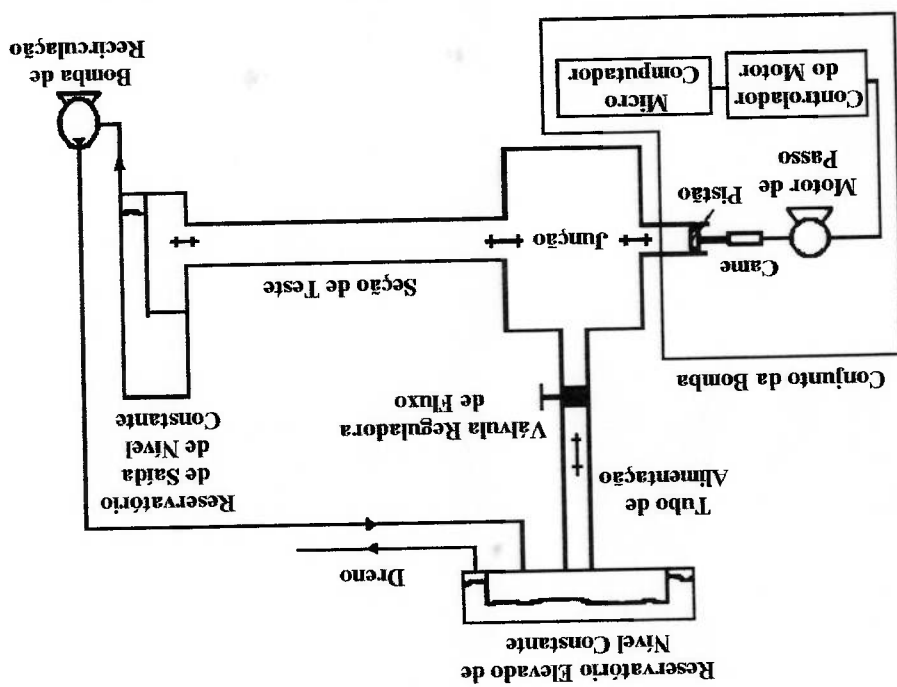 Reservatório Elevado de
Nível Constante
Dreno
Tubo de
Alimentação
Reservatório
de Saída
de Nível
Constante
Válvula Reguladora
de Fluxo
Conjunto da Bomba
Seção de Teste
Came
Junção
Pistão
Motor de
Passo
Controlador
do Motor
Micro
Computador
Bomba de
Recirculação